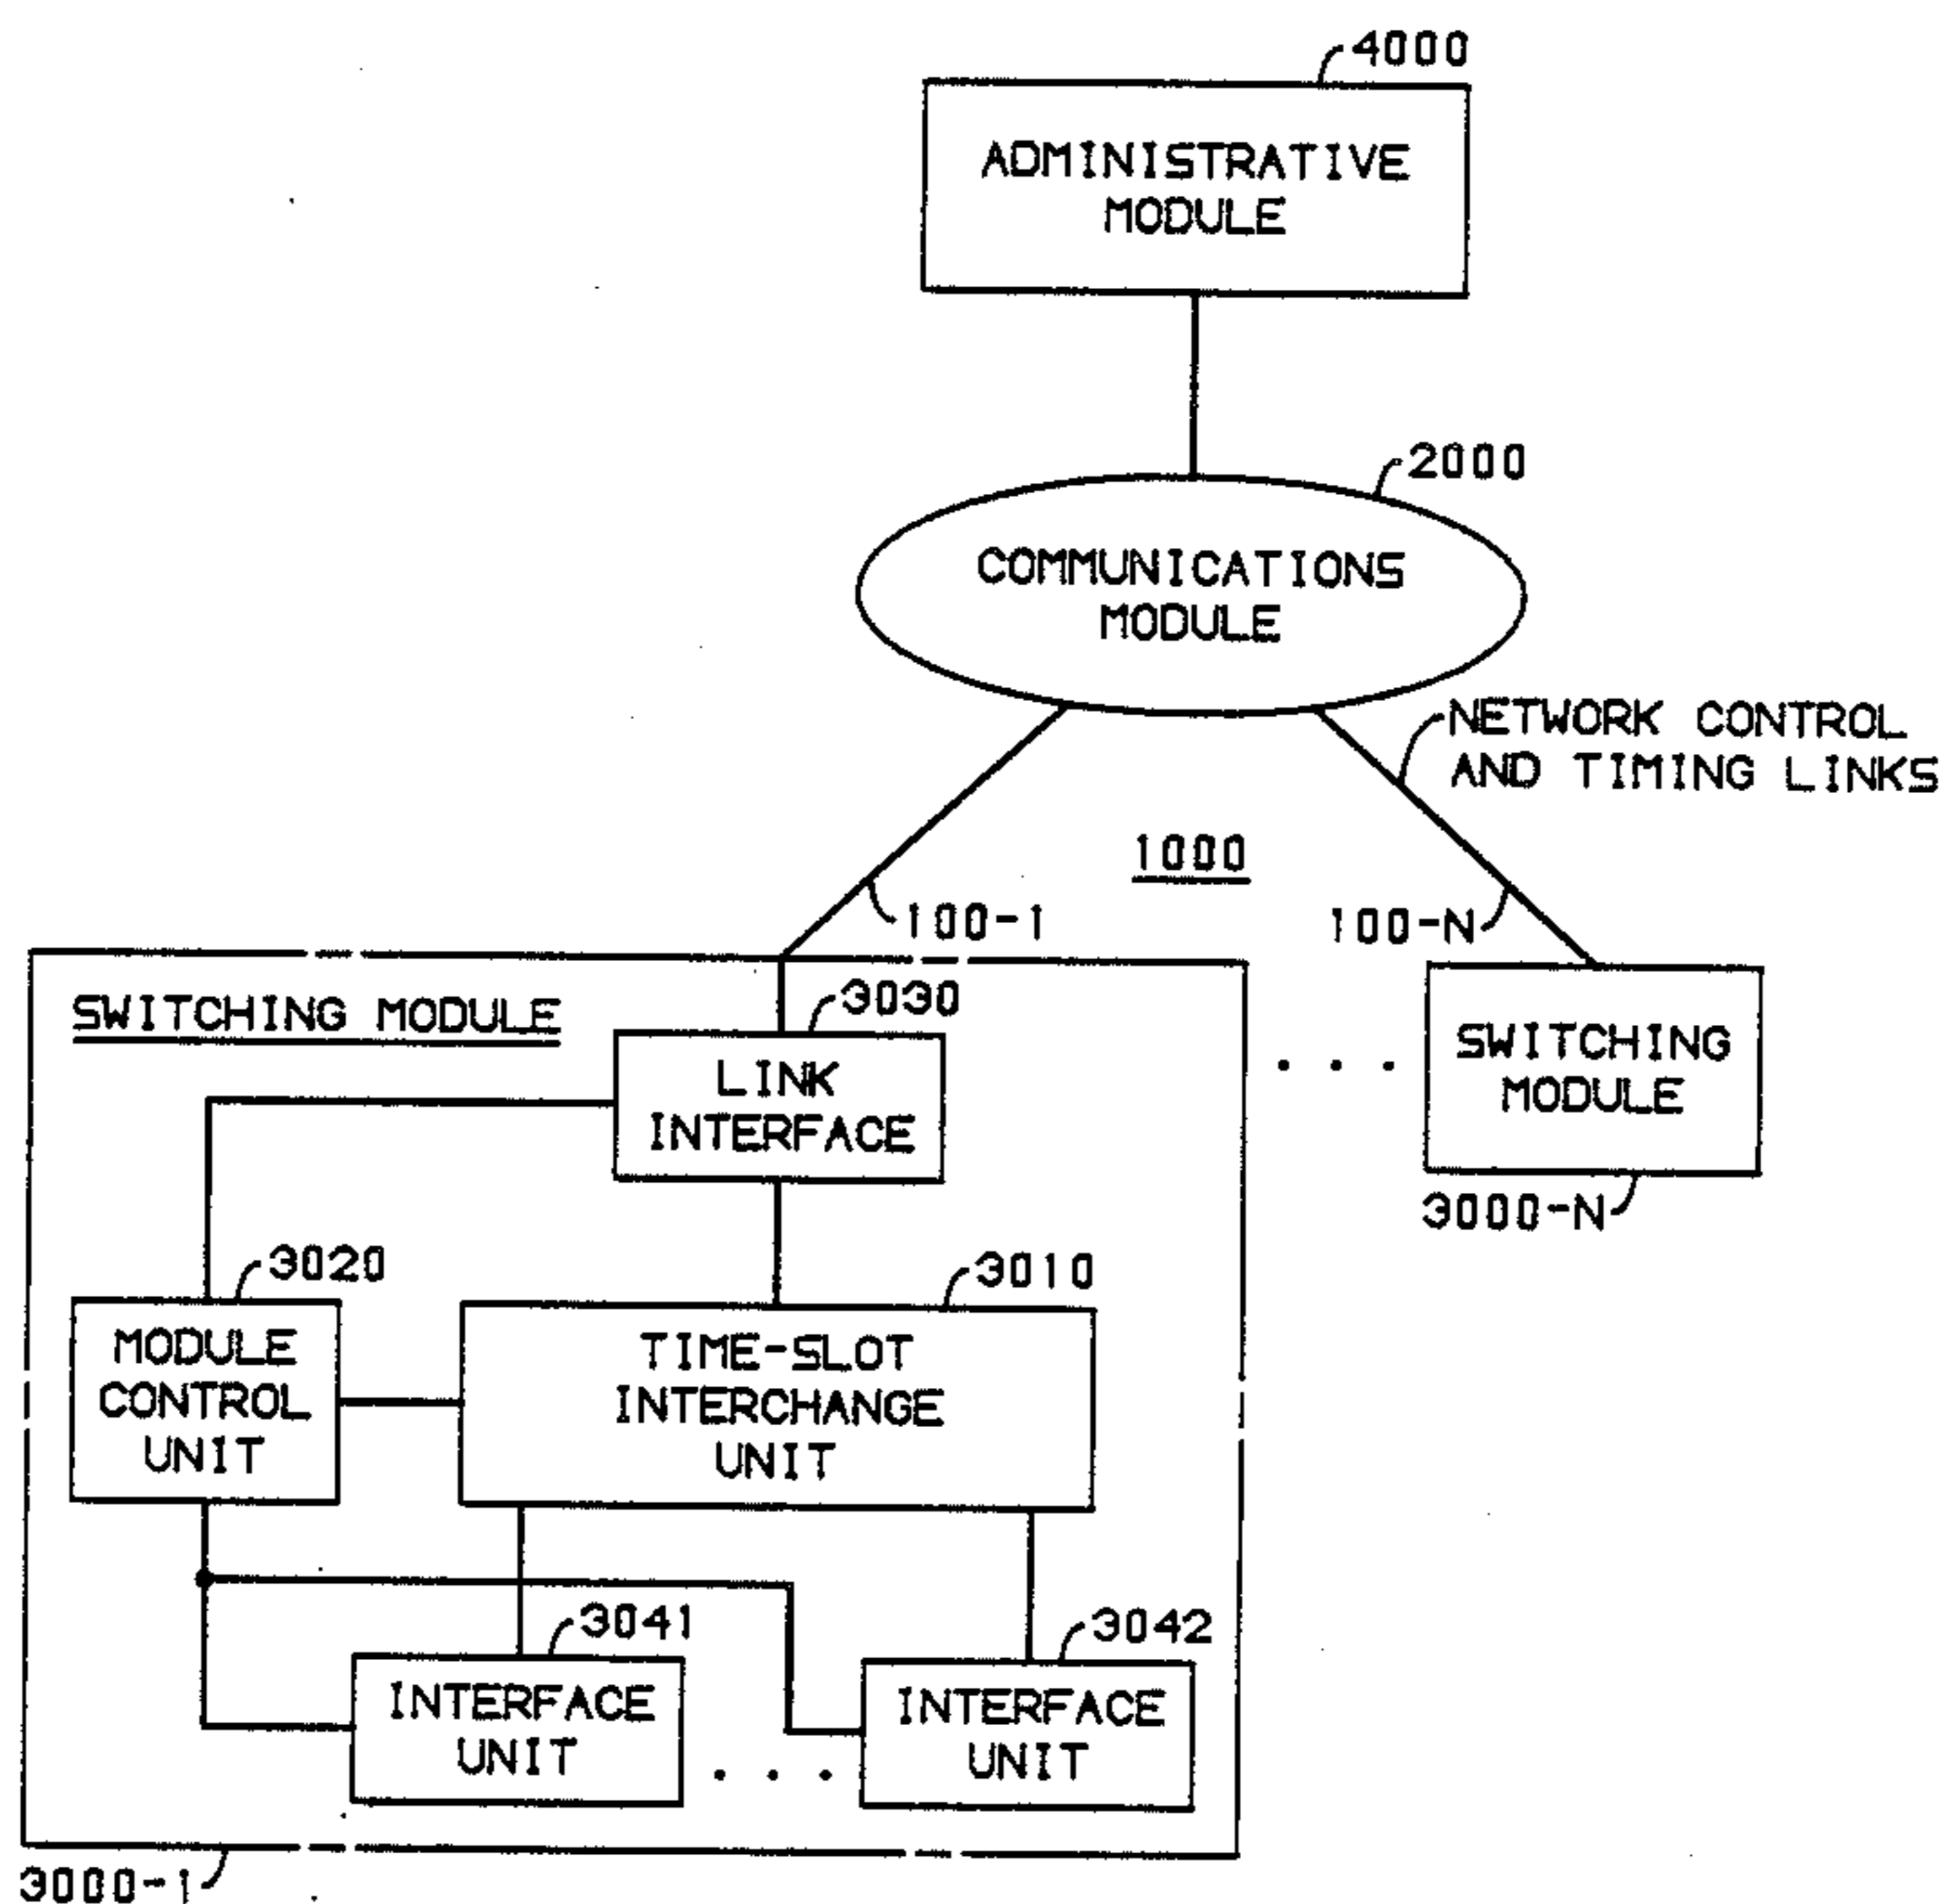 4000
ADMINISTRATIVE
MODULE
2000
COMMUNICATIONS
MODULE
NETWORK CONTROL
AND TIMING LINKS
1000
100-1
100-N
SWITCHING MODULE
3030
LINK
INTERFACE
SWITCHING
MODULE
3000-N
3020
3010
MODULE
CONTROL
UNIT
TIME-SLOT
INTERCHANGE
UNIT
3041
3042
INTERFACE
UNIT
INTERFACE
UNIT
3000-1